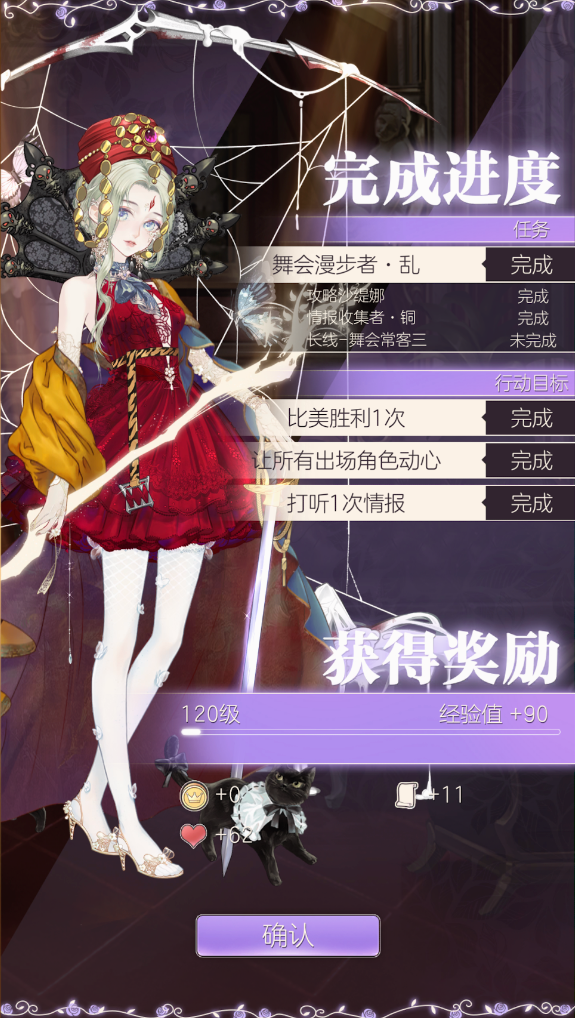 完成进度
任务
舞会漫步者·乱 完成
攻略沙缇娜 完成
情报收集者·铜 完成
长线-舞会常客三 未完成
行动目标
比美胜利1次 完成
让所有出场角色动心 完成
打听1次情报 完成
获得奖励
120级 经验值 +90
+0 +11
+62
确认